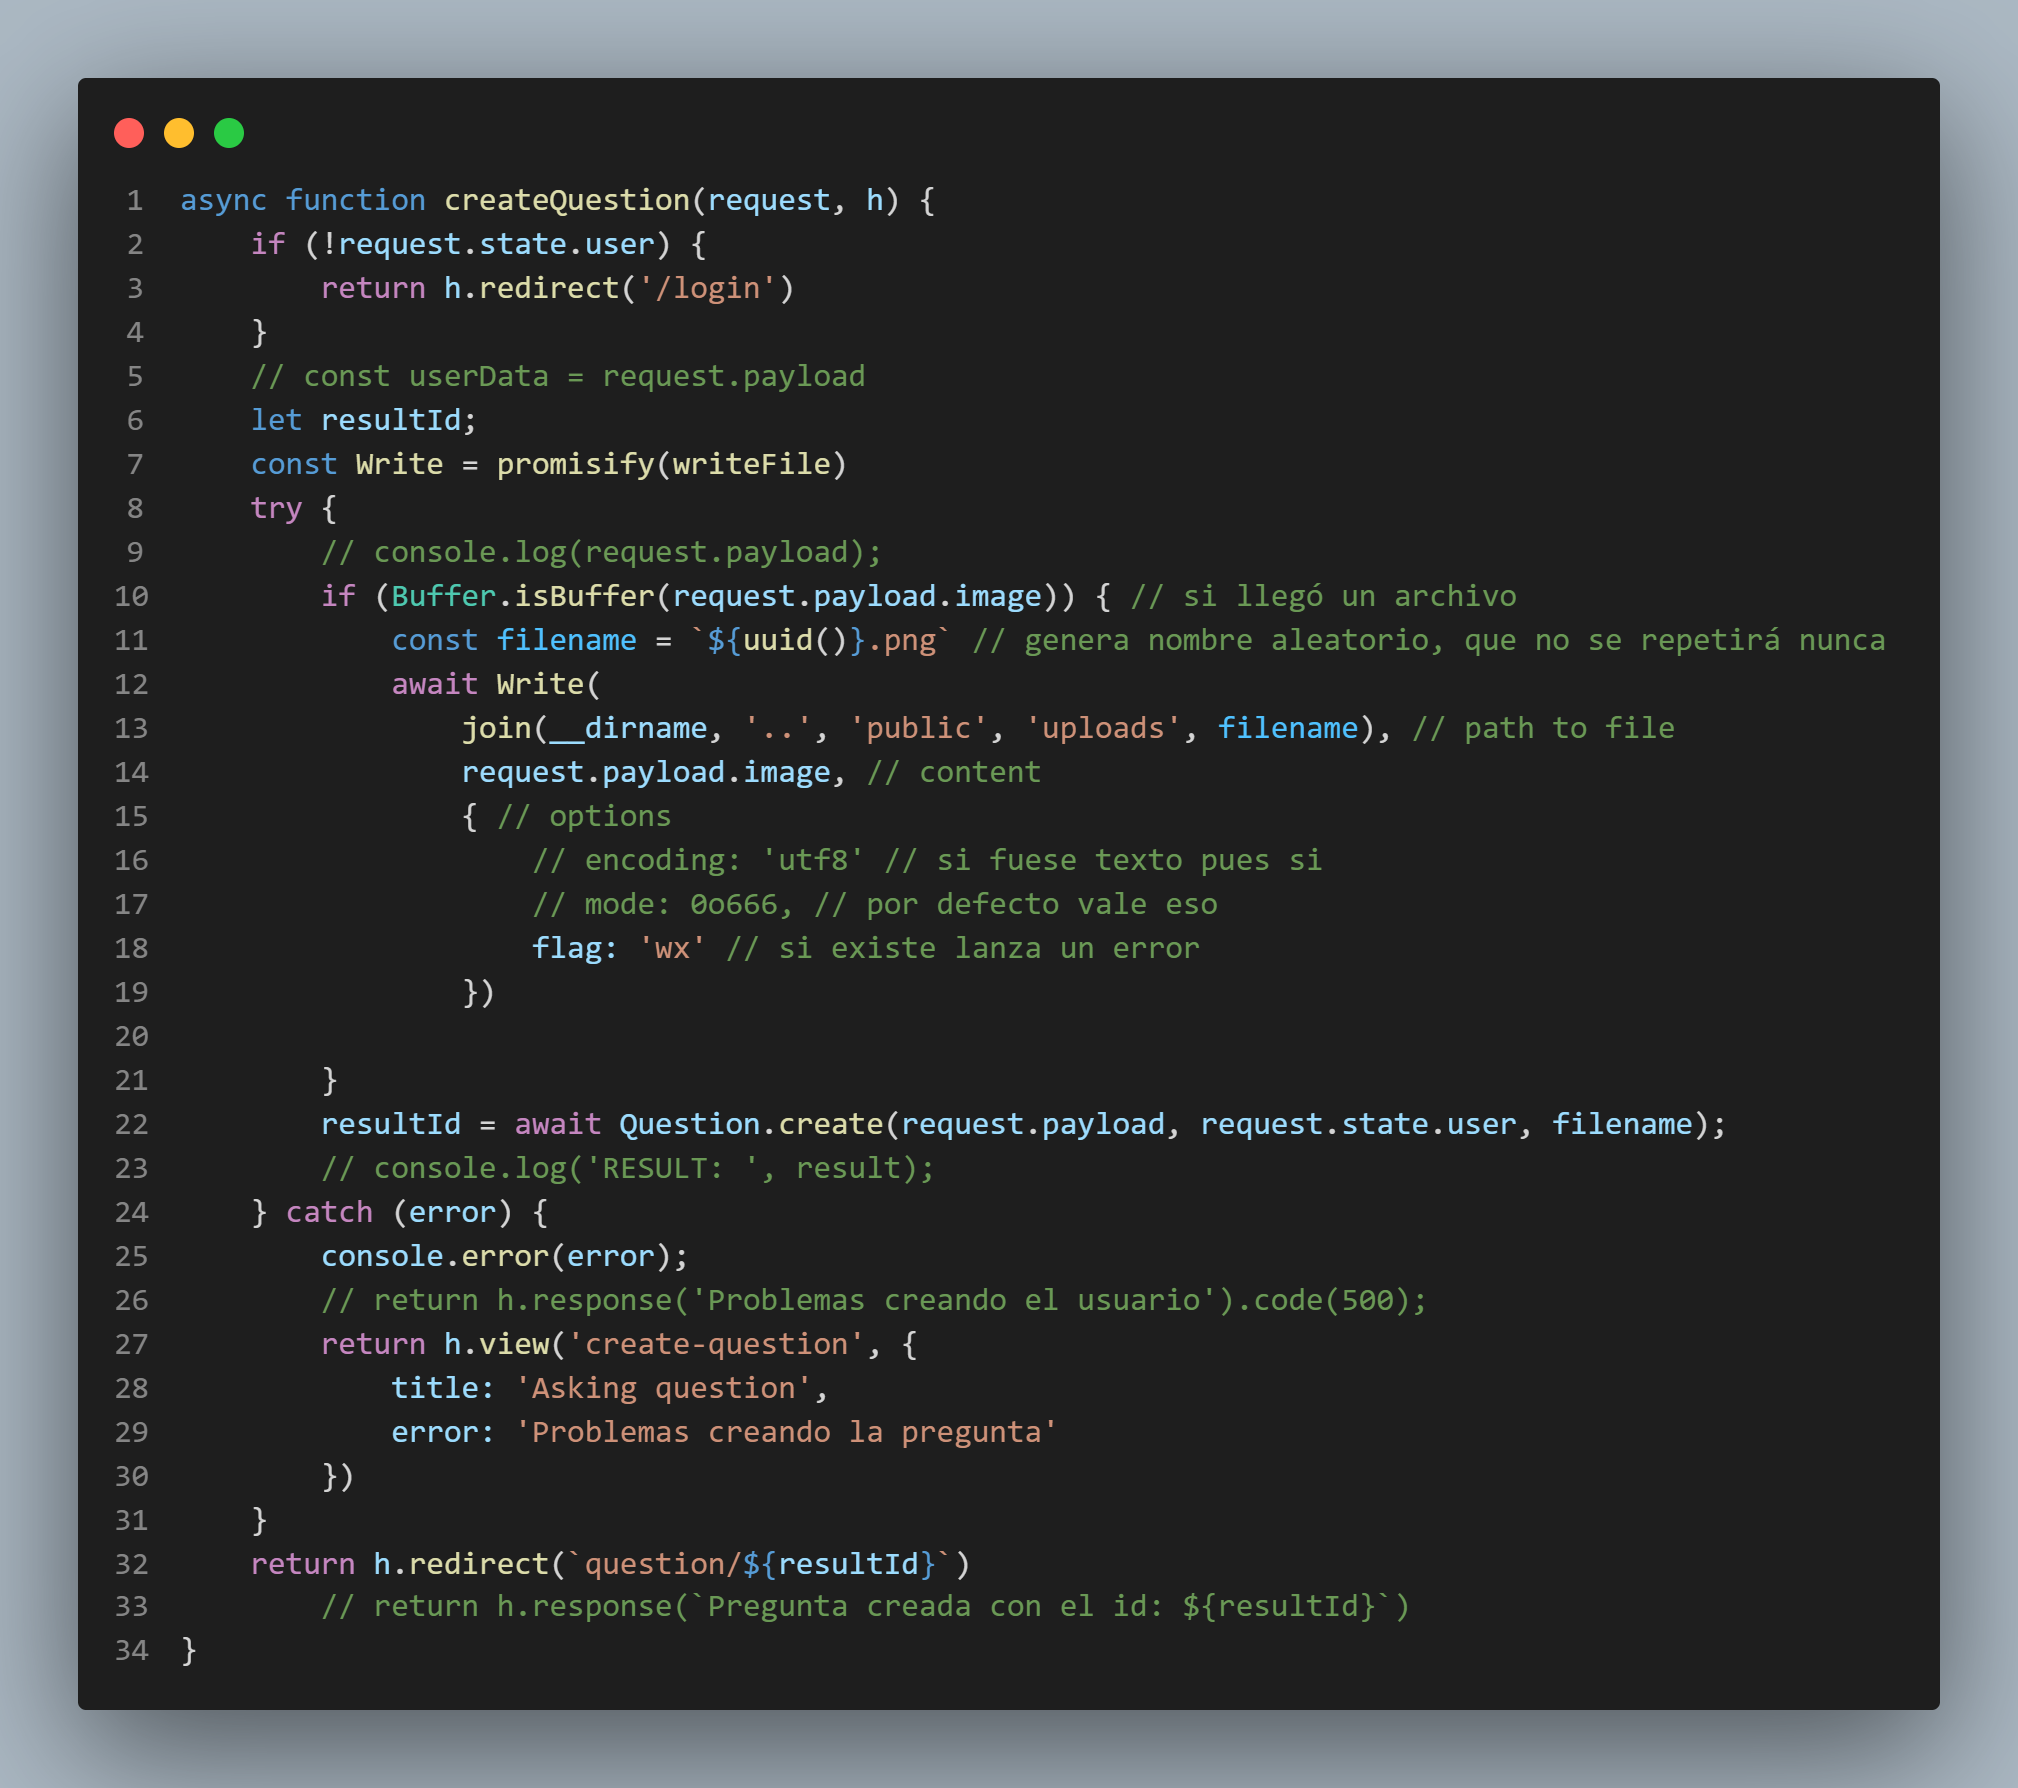 1 async function createQuestion(request, h) {
2     if (!request.state.user) {
3         return h.redirect('/login')
4     }
5     // const userData = request.payload
6     let resultId;
7     const Write = promisify(writeFile)
8     try {
9         // console.log(request.payload);
10         if (Buffer.isBuffer(request.payload.image)) { // si llegó un archivo
11             const filename = `${uuid()}.png` // genera nombre aleatorio, que no se repetirá nunca
12             await Write(
13                 join(__dirname, '..', 'public', 'uploads', filename), // path to file
14                 request.payload.image, // content
15                 { // options
16                     // encoding: 'utf8' // si fuese texto pues si
17                     // mode: 0o666, // por defecto vale eso
18                     flag: 'wx' // si existe lanza un error
19                 })
20
21         }
22         resultId = await Question.create(request.payload, request.state.user, filename);
23         // console.log('RESULT: ', result);
24     } catch (error) {
25         console.error(error);
26         // return h.response('Problemas creando el usuario').code(500);
27         return h.view('create-question', {
28             title: 'Asking question',
29             error: 'Problemas creando la pregunta'
30         })
31     }
32     return h.redirect(`question/${resultId}`)
33         // return h.response(`Pregunta creada con el id: ${resultId}`)
34 }